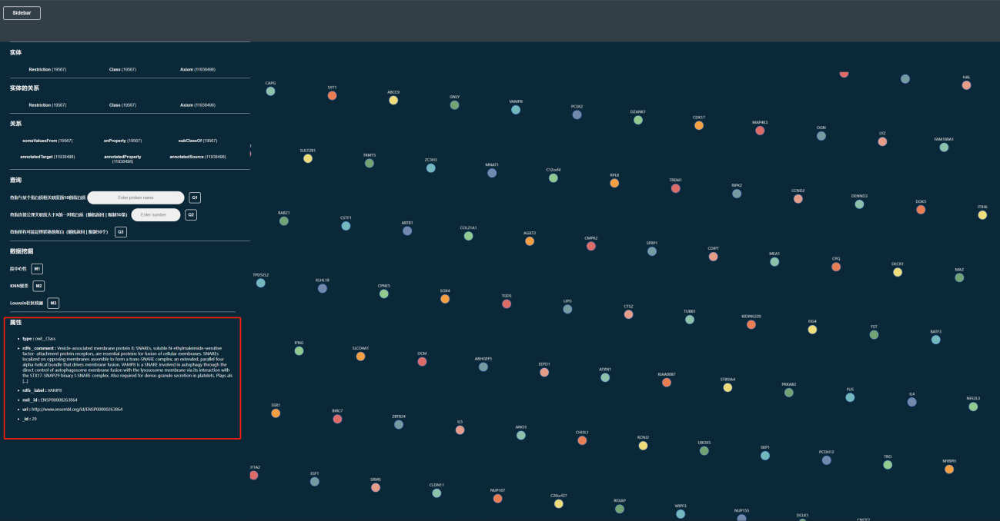 Sidebar
实体
Restriction (19567) Class (19567) Axiom (11938498)
实体的关系
Restriction (19567) Class (19567) Axiom (11938498)
关系
someValuesFrom (19567) onProperty (19567) subClassOf (19567)
annotatedTarget (11938498) annotatedProperty (11938498) annotatedSource (11938498)
查询
查询与某个蛋白质相关联度前10的蛋白质 Enter protein name Q1
查询连接公理关联度大于X的一对蛋白质 (随机返回 | 限制50条) Enter number Q2
查询所有可能是模状体的蛋白 (随机返回 | 限制50个) Q3
数据挖掘
度中心性 M1
KNN聚类 M2
Louvain社区检测 M3
属性
type : owl__Class
rdfs__comment : Vesicle-associated membrane protein 8; SNAREs, soluble N-ethylmaleimide-sensitive
factor- attachment protein receptors, are essential proteins for fusion of cellular membranes. SNAREs
localized on opposing membranes assemble to form a trans-SNARE complex, an extended, parallel four
alpha-helical bundle that drives membrane fusion. VAMP8 is a SNARE involved in autophagy through the
direct control of autophagosome membrane fusion with the lysososome membrane via its interaction with
the STX17-SNAP29 binary t-SNARE complex. Also required for dense-granule secretion in platelets. Plays als
[...]
rdfs__label : VAMP8
ns0__id : ENSP00000263864
uri : http://www.ensembl.org/id/ENSP00000263864
_id : 29
CAPG SYT1 ABCC9 GNLY VAMP8 PCSK2 DZANK1 CDK17 MAP4K3 OGN LYZ FAM189A1 HAL
SULT2B1 TRMT5 ZC3H3 MNAT1 C12orf4 RPL8 TREM1 RIPK2 CCND2 DENND3 DOK5 ITIH6
RAB21 CSTF1 ABTB1 COL21A1 AGXT2 CMPK2 SFRP1 CDIPT MEA1 CPQ DECR1 MAZ
TPD52L2 KLHL18 CPNE5 SOX4 TGDS LIPG CTSZ TUBB1 KIDINS220 FIG4 FST BATF3
IFNG SLCO4A1 DCM ARHGEF5 EEPD1 ATXN1 KIAA0087 ST8SIA4 PRKAB2 FUS IL4 NFE2L3
SSR1 BIRC7 ZBTB24 IL5 ANO3 CHI3L1 KCNJ2 UBOX5 SKP1 PCDH12 TRO MYBPH
IF1A2 ESF1 SRMS CLDN11 NUP107 C20orf27 RFXAP WIPF3 NUP155 DCLK1